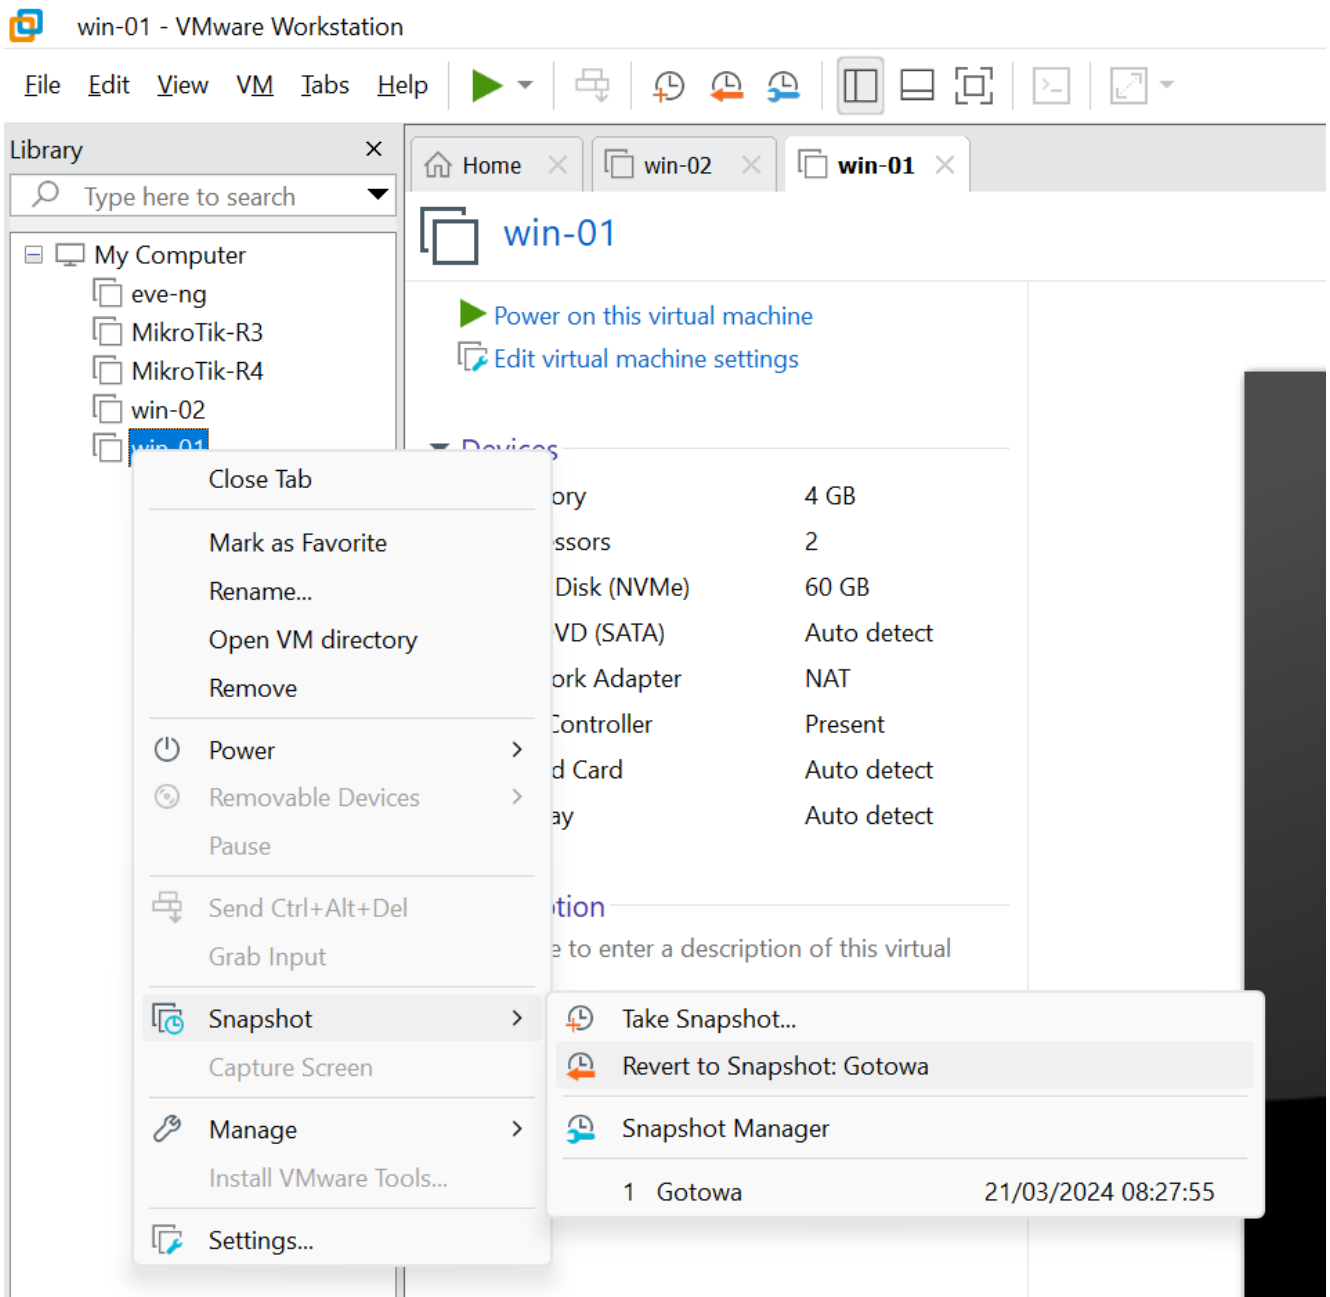 win-01 - VMware Workstation
File Edit View VM Tabs Help
Library
Type here to search
My Computer
eve-ng
MikroTik-R3
MikroTik-R4
win-02
win-01
Home
win-02
win-01
win-01
Power on this virtual machine
Edit virtual machine settings
Devices
ory 4 GB
ssors 2
Disk (NVMe) 60 GB
VD (SATA) Auto detect
ork Adapter NAT
Controller Present
d Card Auto detect
ay Auto detect
tion
e to enter a description of this virtual
Close Tab
Mark as Favorite
Rename...
Open VM directory
Remove
Power
Removable Devices
Pause
Send Ctrl+Alt+Del
Grab Input
Snapshot
Capture Screen
Manage
Install VMware Tools...
Settings...
Take Snapshot...
Revert to Snapshot: Gotowa
Snapshot Manager
1 Gotowa 21/03/2024 08:27:55